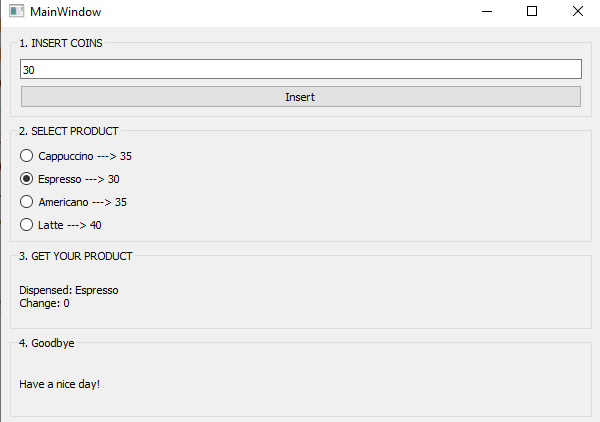 MainWindow
1. INSERT COINS
30
Insert
2. SELECT PRODUCT
Cappuccino ---> 35
Espresso ---> 30
Americano ---> 35
Latte ---> 40
3. GET YOUR PRODUCT
Dispensed: Espresso
Change: 0
4. Goodbye
Have a nice day!